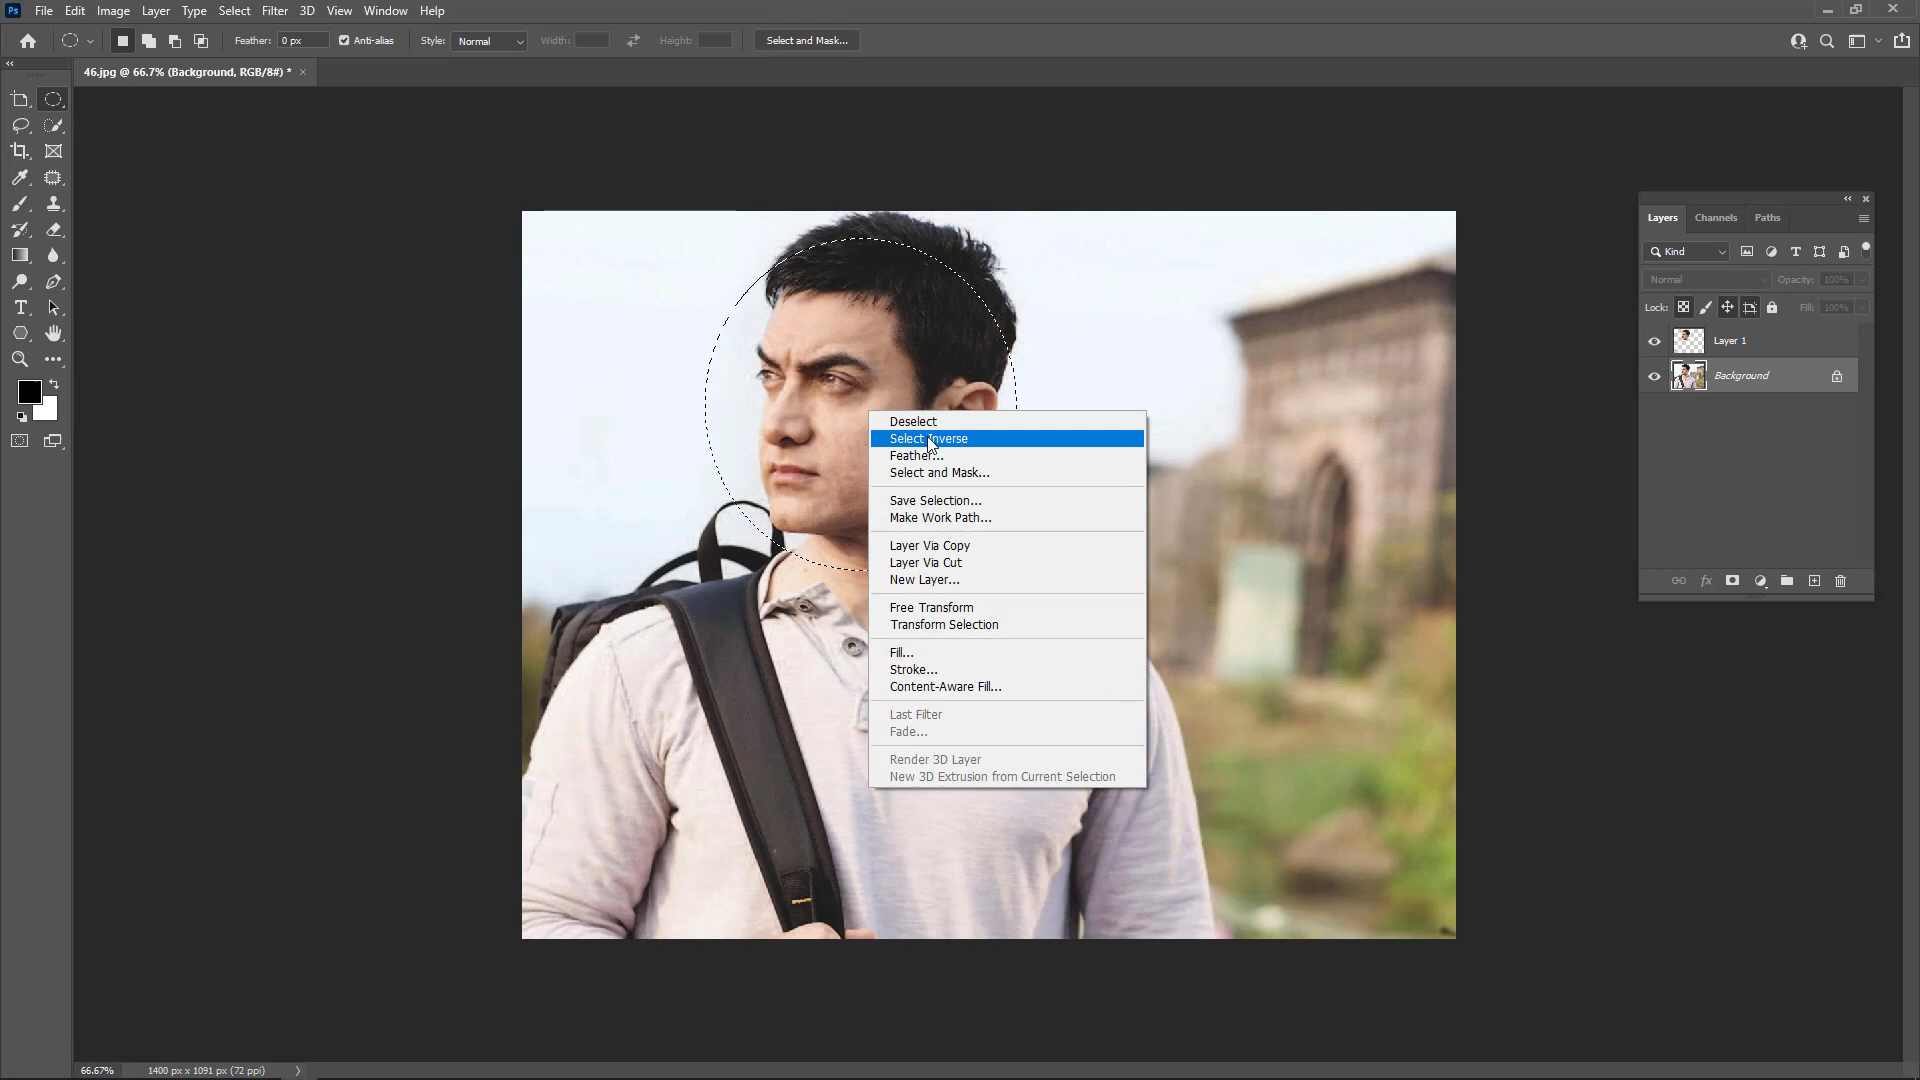 Ps File Edit Image Layer Type Select Filter 3D View Window Help
Feather: 0 px Anti-alias Style: Normal Width: Height: Select and Mask...
46.jpg @ 66.7% (Background, RGB/8#) * ×
Deselect
Select Inverse
Feather...
Select and Mask...
Save Selection...
Make Work Path...
Layer Via Copy
Layer Via Cut
New Layer...
Free Transform
Transform Selection
Fill...
Stroke...
Content-Aware Fill...
Last Filter
Fade...
Render 3D Layer
New 3D Extrusion from Current Selection
Layers Channels Paths
Kind
Normal Opacity: 100%
Lock: Fill: 100%
Layer 1
Background
fx
66.67% 1400 px x 1091 px (72 ppi)